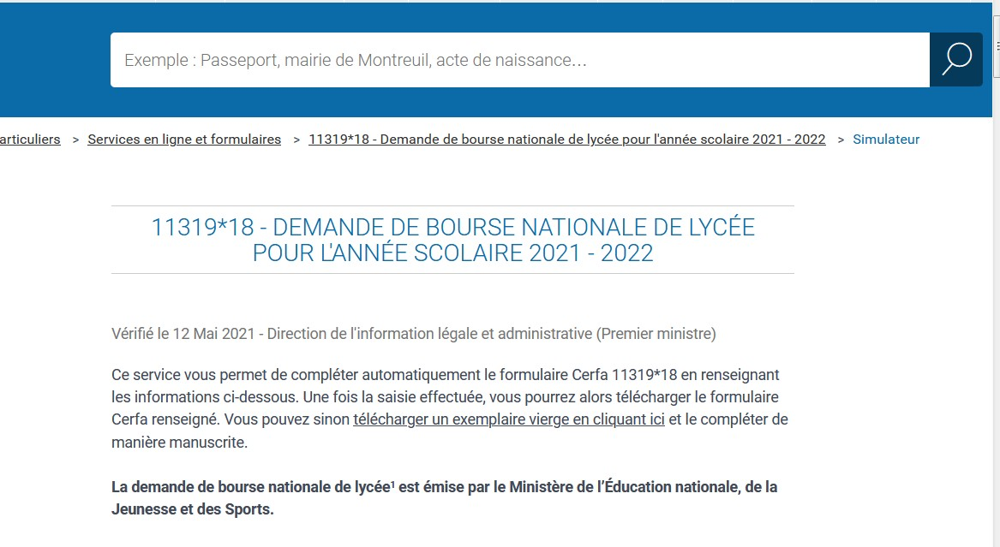 Exemple : Passeport, mairie de Montreuil, acte de naissance…
articuliers > Services en ligne et formulaires > 11319*18 - Demande de bourse nationale de lycée pour l'année scolaire 2021 - 2022 > Simulateur
11319*18 - DEMANDE DE BOURSE NATIONALE DE LYCÉE
POUR L'ANNÉE SCOLAIRE 2021 - 2022
Vérifié le 12 Mai 2021 - Direction de l'information légale et administrative (Premier ministre)
Ce service vous permet de compléter automatiquement le formulaire Cerfa 11319*18 en renseignant
les informations ci-dessous. Une fois la saisie effectuée, vous pourrez alors télécharger le formulaire
Cerfa renseigné. Vous pouvez sinon télécharger un exemplaire vierge en cliquant ici et le compléter de
manière manuscrite.
La demande de bourse nationale de lycée¹ est émise par le Ministère de l’Éducation nationale, de la
Jeunesse et des Sports.